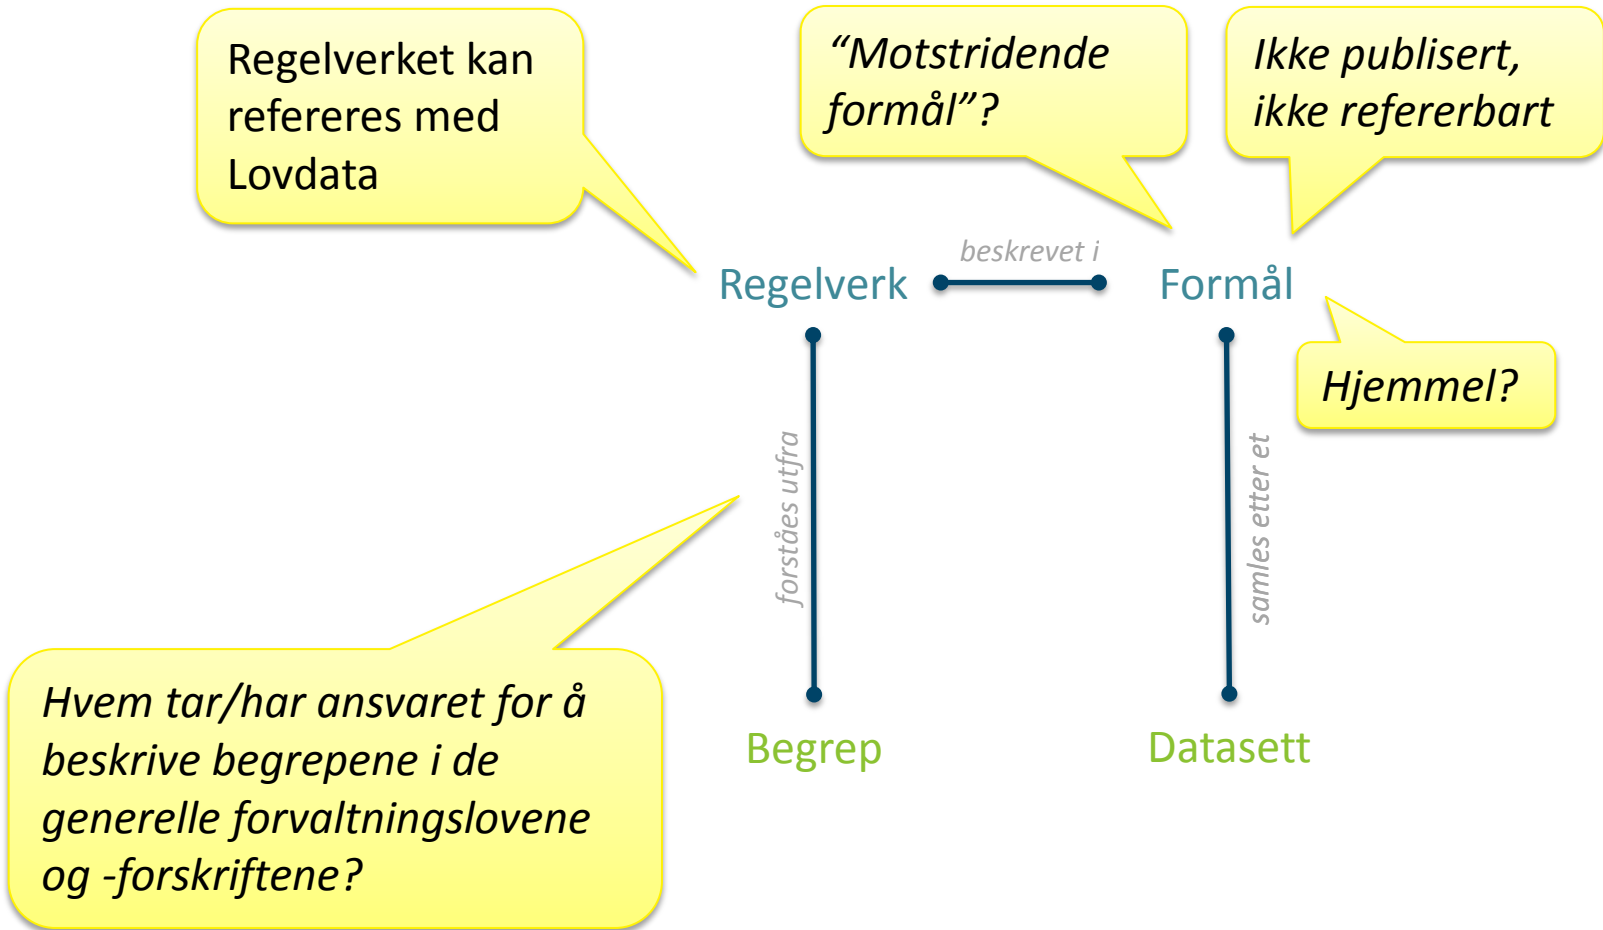 Regelverket kan
refereres med
Lovdata
“Motstridende
formål”?
Ikke publisert,
ikke refererbart
beskrevet i
Regelverk
Formål
Hjemmel?
forståes utfra
samles etter et
Hvem tar/har ansvaret for å
beskrive begrepene i de
generelle forvaltningslovene
og -forskriftene?
Begrep
Datasett